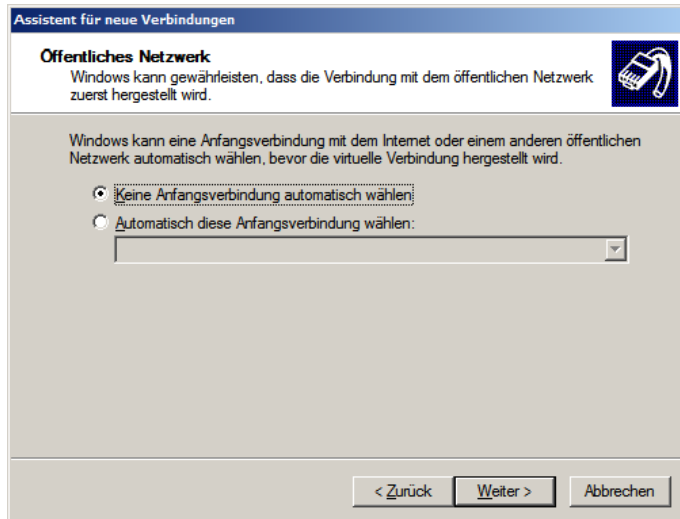 Assistent für neue Verbindungen
Öffentliches Netzwerk
Windows kann gewährleisten, dass die Verbindung mit dem öffentlichen Netzwerk
zuerst hergestellt wird.
Windows kann eine Anfangsverbindung mit dem Internet oder einem anderen öffentlichen
Netzwerk automatisch wählen, bevor die virtuelle Verbindung hergestellt wird.
Keine Anfangsverbindung automatisch wählen
Automatisch diese Anfangsverbindung wählen:
< Zurück Weiter > Abbrechen